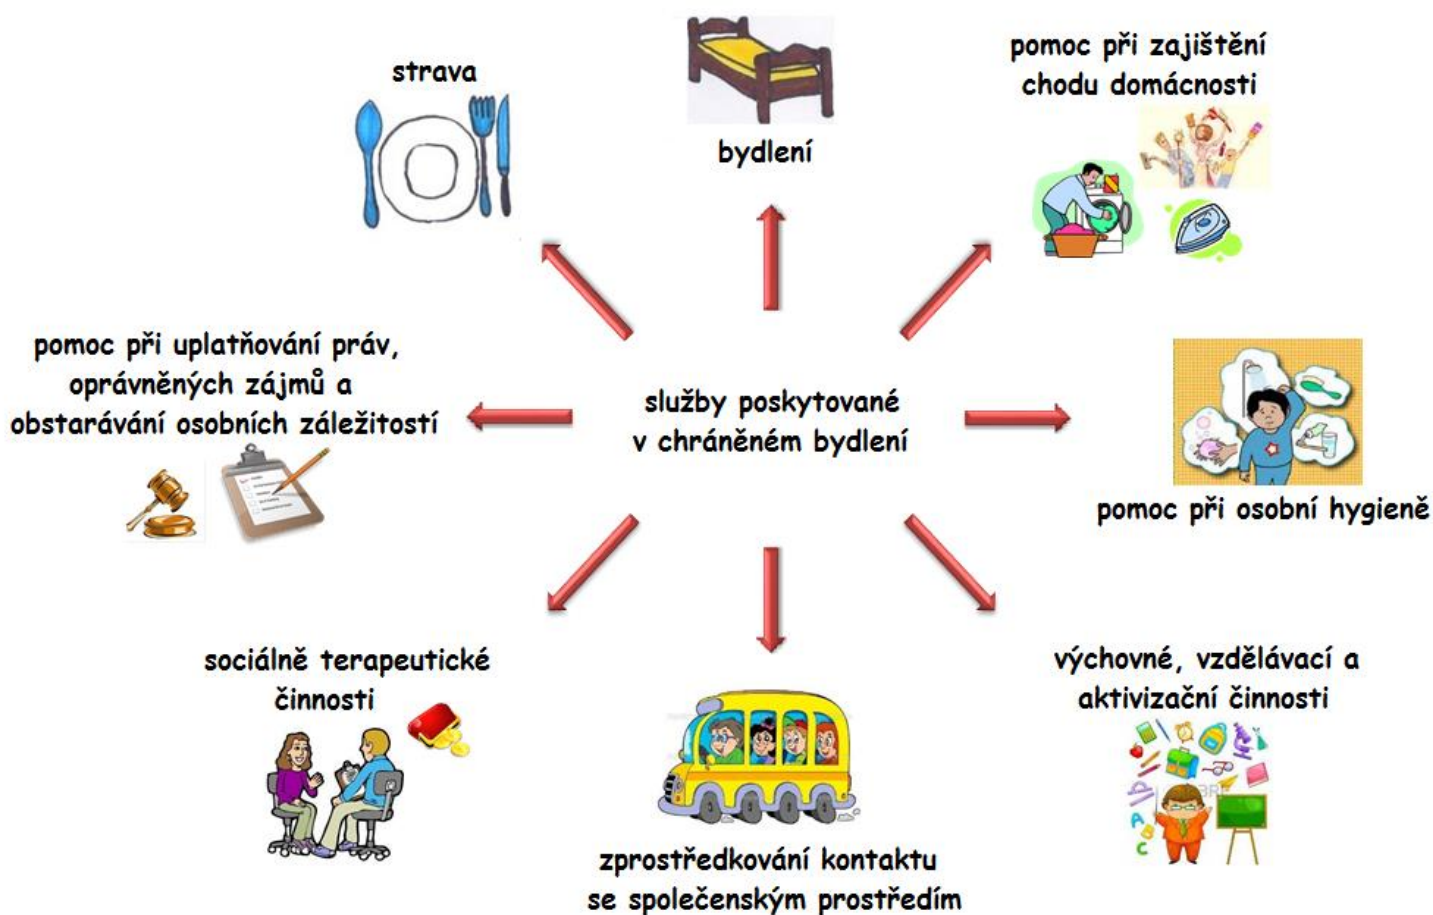 strava
bydlení
pomoc při zajištění
chodu domácnosti
pomoc při uplatňování práv,
oprávněných zájmů a
obstarávání osobních záležitostí
služby poskytované
v chráněném bydlení
pomoc při osobní hygieně
sociálně terapeutické
činnosti
výchovné, vzdělávací a
aktivizační činnosti
A
B
C
zprostředkování kontaktu
se společenským prostředím